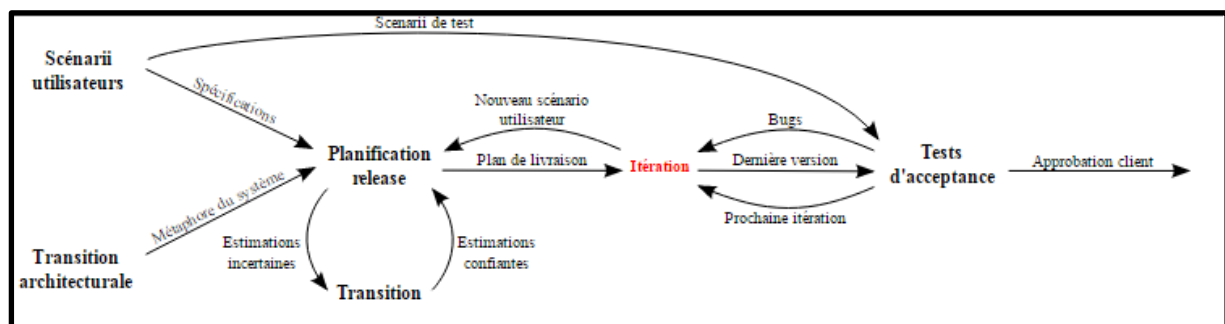 Scenarii de test
Scénarii
utilisateurs
Spécifications
Nouveau scénario
utilisateur
Bugs
Planification
release
Plan de livraison
Itération
Dernière version
Tests
d'acceptance
Approbation client
Métaphore du système
Prochaine itération
Transition
architecturale
Estimations
incertaines
Estimations
confiantes
Transition